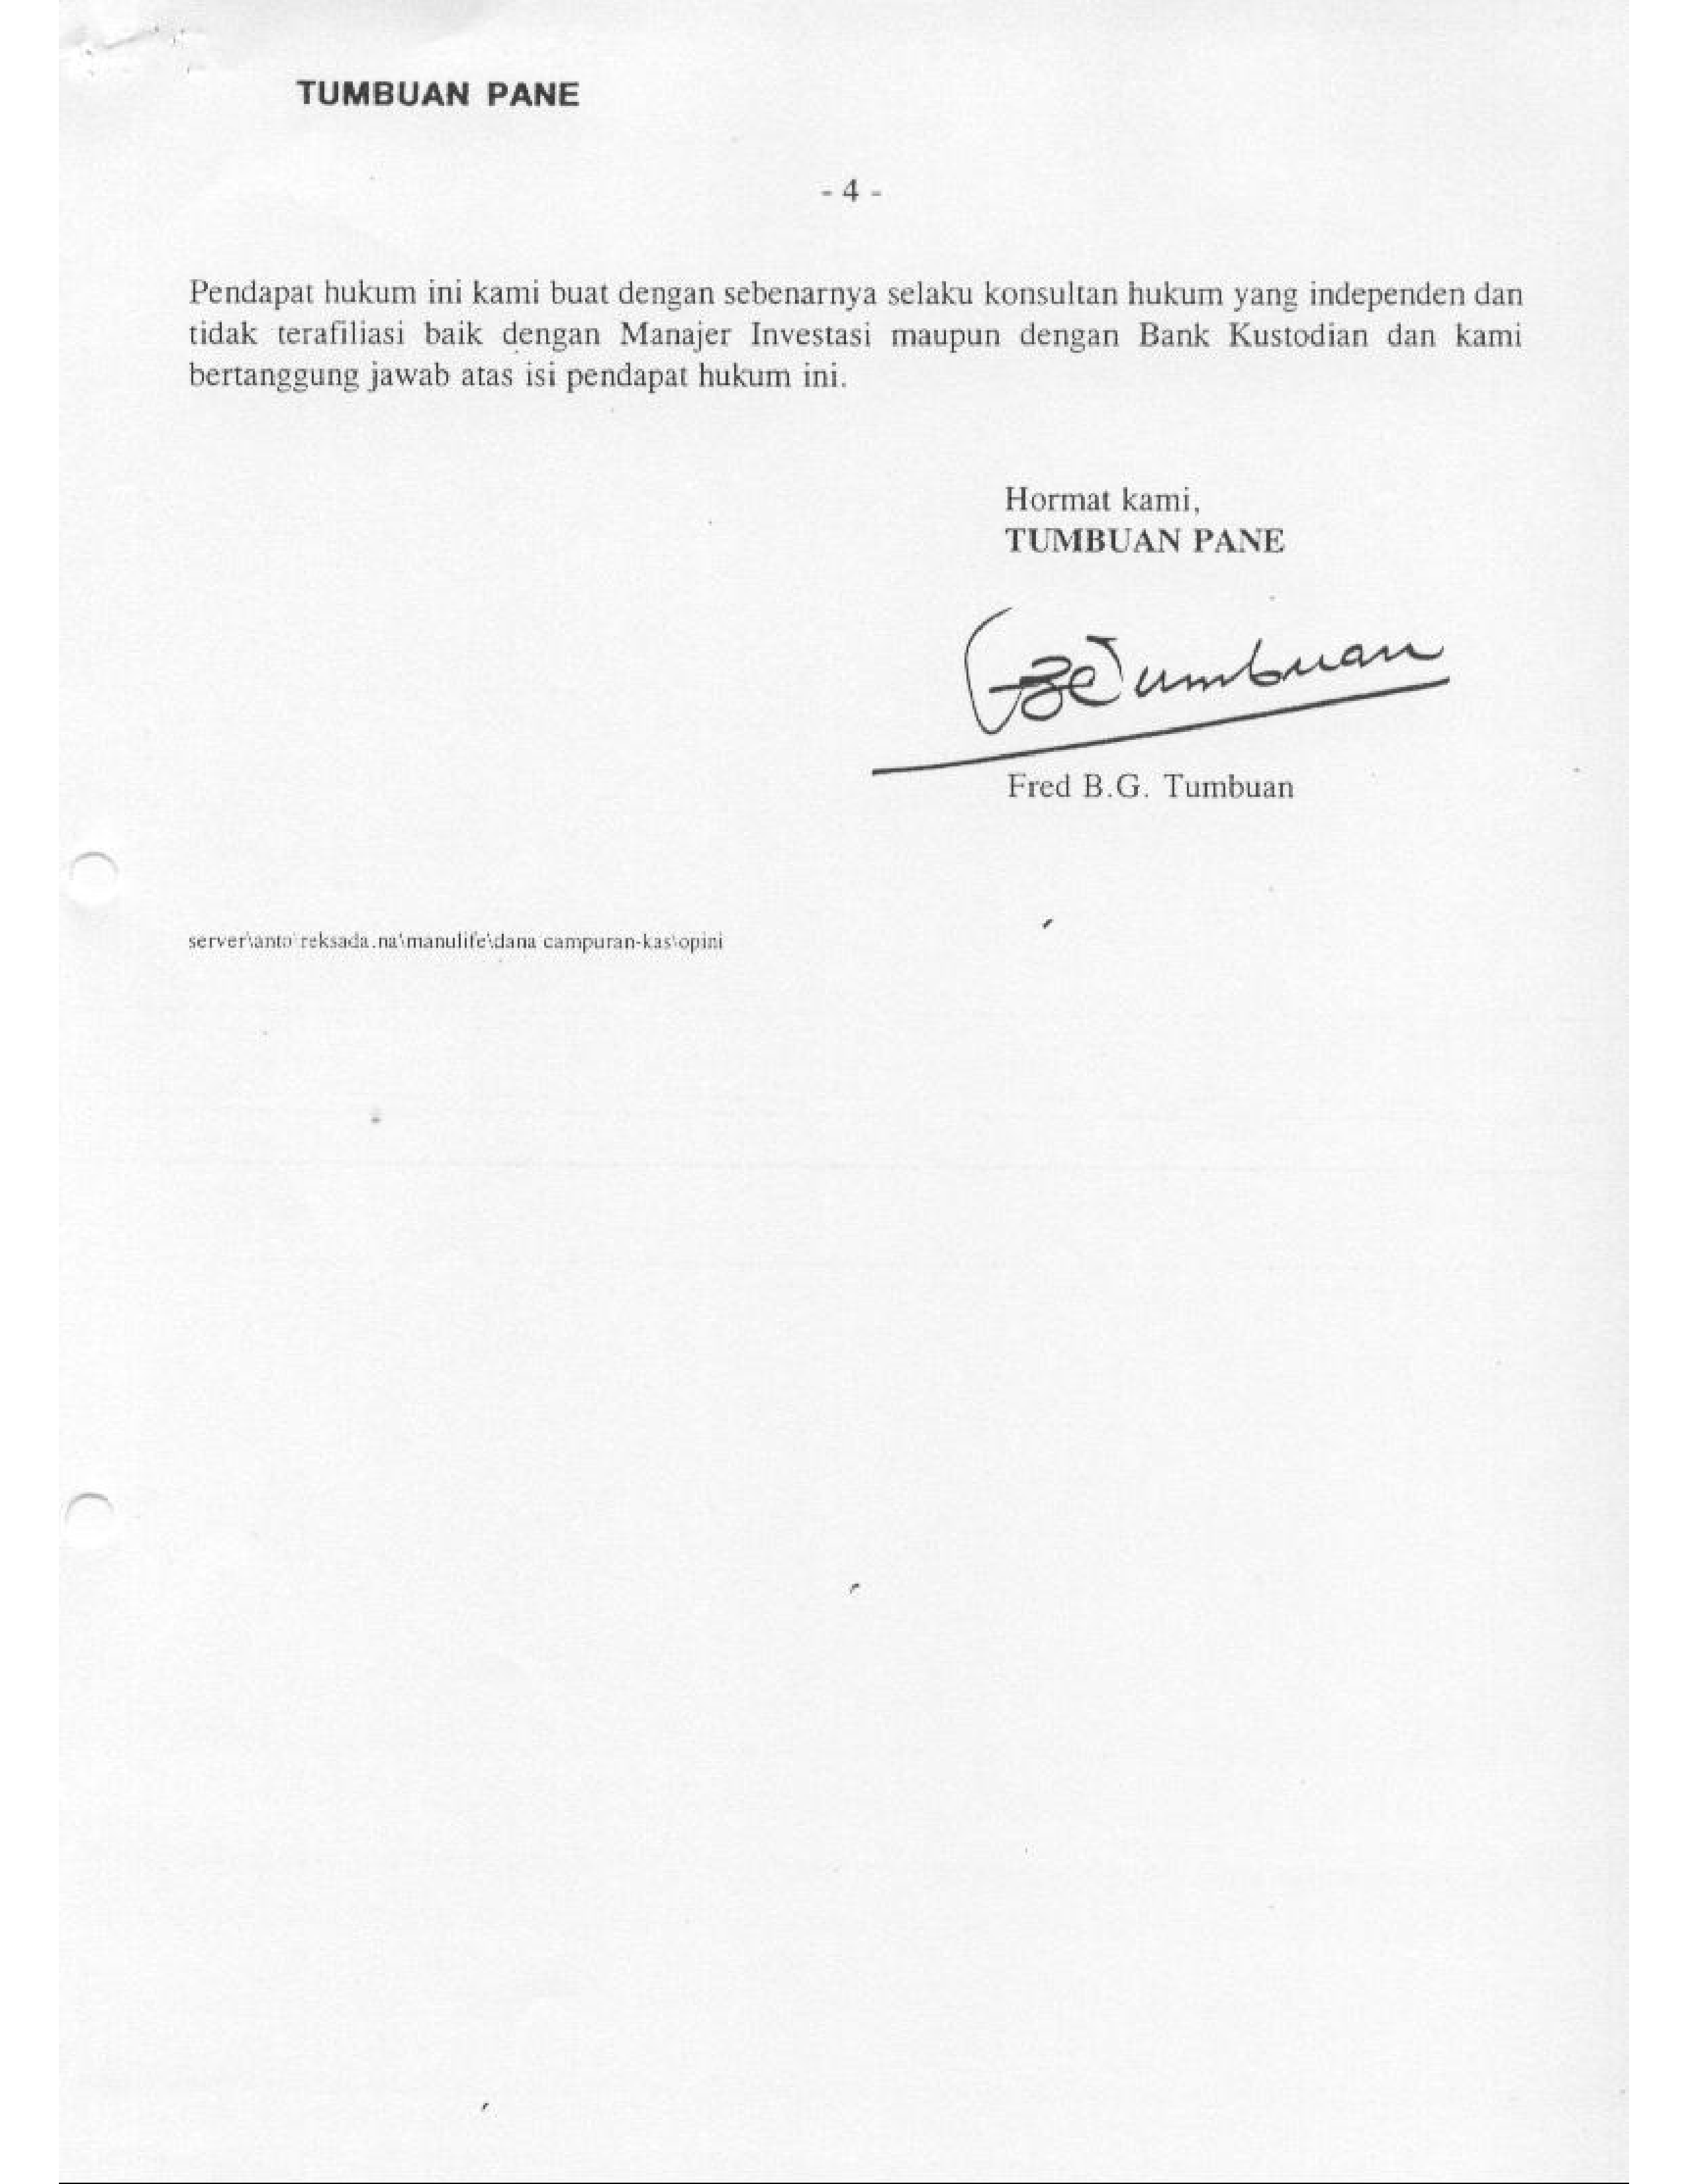 TUMBUAN PANE
- 4 -
Pendapat hukum ini kami buat dengan sebenarnya selaku konsultan hukum yang independen dan
tidak terafiliasi baik dengan Manajer Investasi maupun dengan Bank Kustodian dan kami
bertanggung jawab atas isi pendapat hukum ini.
Hormat kami,
TUMBUAN PANE
Tumbuan
Fred B.G. Tumbuan
server\anto\reksada.na\manulife\dana campuran-kas\opini